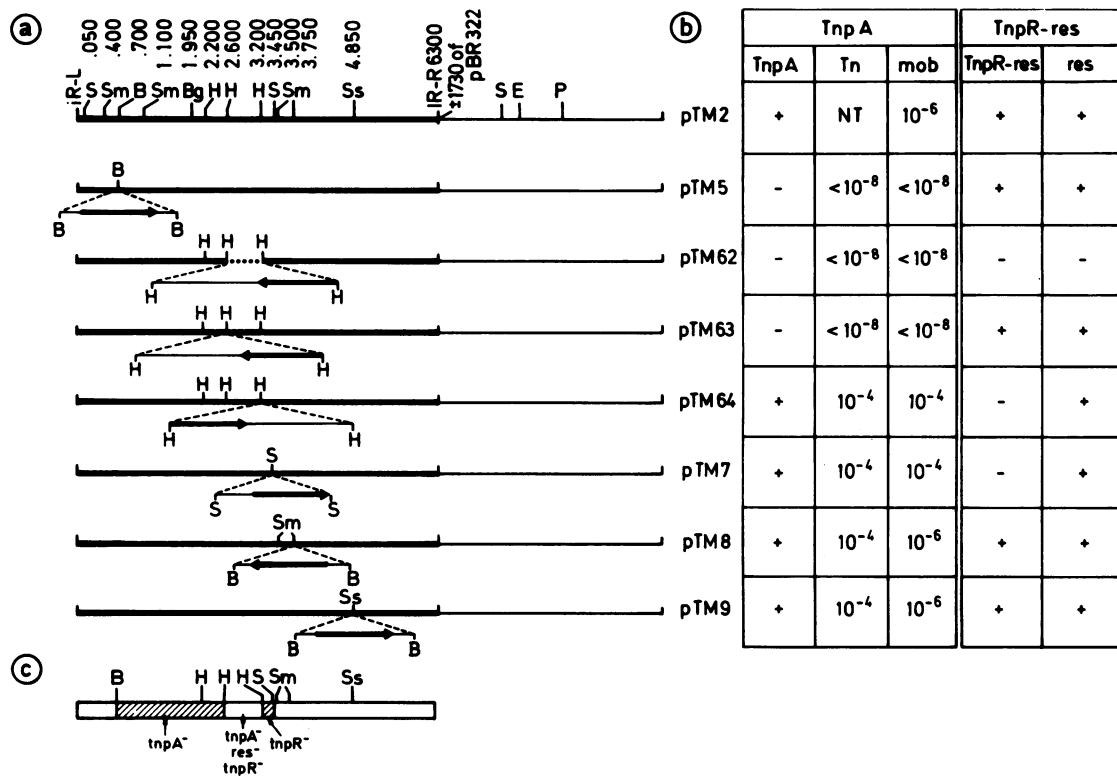 a
.050 .400 .700 1.100 1.950 2.200 2.600 3.200 3.450 3.500 3.750 4.850 IR-R 6300 ±1730 of pBR322
iR-L S Sm B Sm Bg H H H S Sm Ss S E P pTM2
B pTM5
B B
H H H pTM62
H H
H H H pTM63
H H
H H H pTM64
H H
S pTM7
S S
Sm pTM8
B B
Ss pTM9
B B
b
TnpA TnpR-res
TnpA Tn mob TnpR-res res
+ NT 10⁻⁶ + +
- <10⁻⁸ <10⁻⁸ + +
- <10⁻⁸ <10⁻⁸ - -
- <10⁻⁸ <10⁻⁸ + +
+ 10⁻⁴ 10⁻⁴ - +
+ 10⁻⁴ 10⁻⁴ - +
+ 10⁻⁴ 10⁻⁶ + +
+ 10⁻⁴ 10⁻⁶ + +
c
B H H H S Sm Ss
tnpA⁻ tnpA⁻ tnpR⁻
res⁻
tnpR⁻